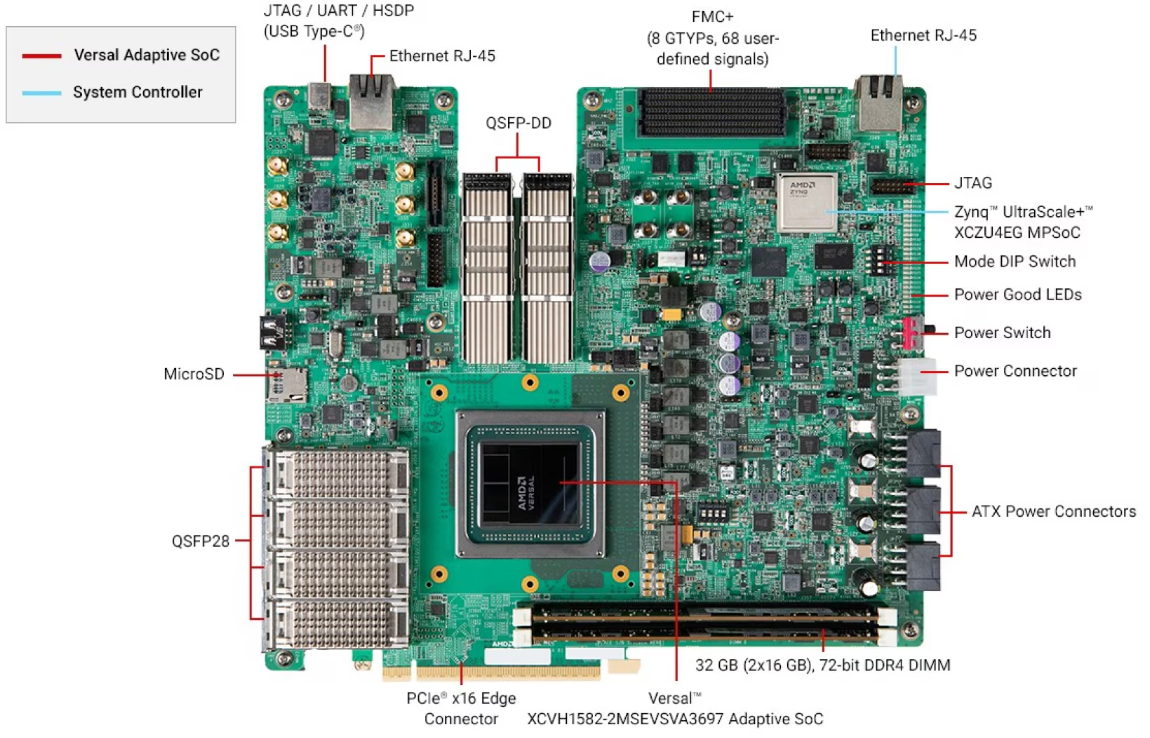 JTAG / UART / HSDP
(USB Type-C®)
Ethernet RJ-45
FMC+
(8 GTYPs, 68 user-
defined signals)
Ethernet RJ-45
Versal Adaptive SoC
System Controller
QSFP-DD
JTAG
AMD
ZYNQ
Zynq™ UltraScale+™
XCZU4EG MPSoC
Mode DIP Switch
Power Good LEDs
Power Switch
MicroSD
Power Connector
AMD
VERSAL
ATX Power Connectors
QSFP28
AMD
32 GB (2x16 GB), 72-bit DDR4 DIMM
PCIe® x16 Edge
Connector
Versal™
XCVH1582-2MSEVSVA3697 Adaptive SoC